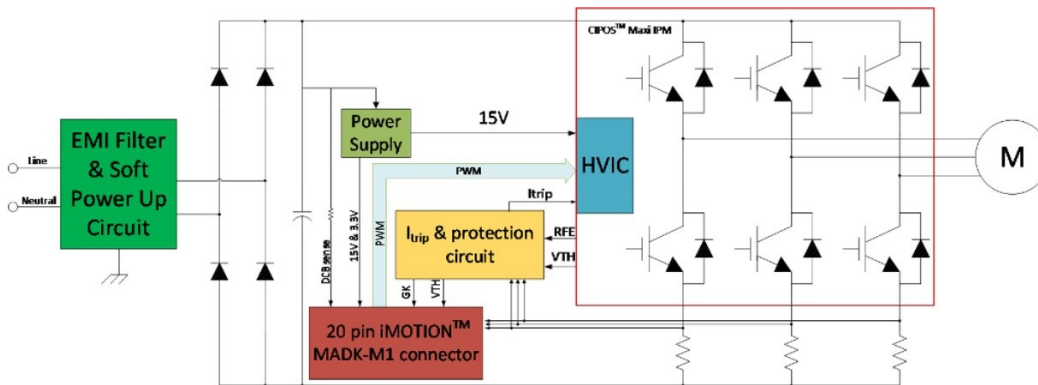 CIPOS™ Maxi IPM
EMI Filter
& Soft
Power Up
Circuit
Line
Neutral
Power
Supply
15V
HVIC
PWM
Itrip
Itrip & protection
circuit
RFE
VTH
DCB sense
15V & 3.3V
PWM
GK
VTH
20 pin iMOTION™
MADK-M1 connector
M